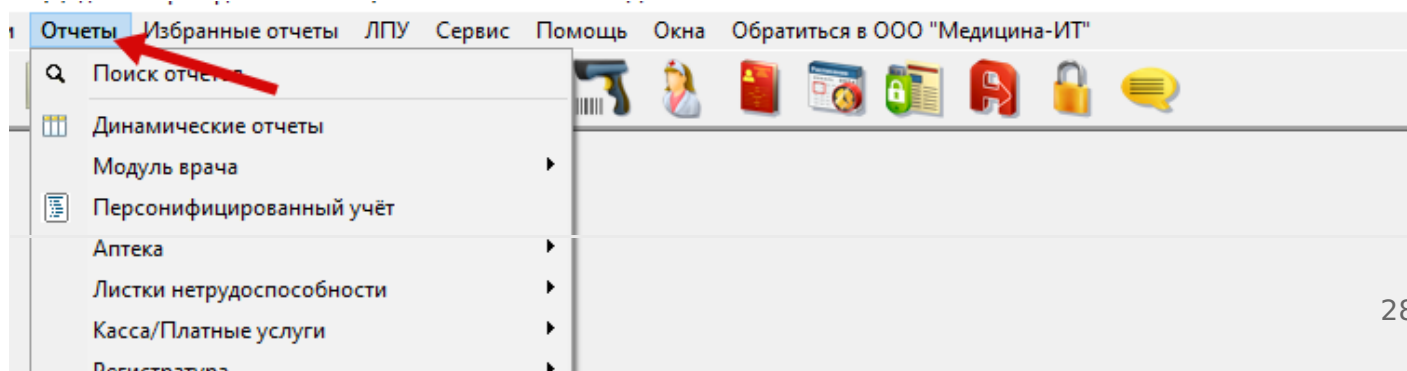 Отчеты Избранные отчеты ЛПУ Сервис Помощь Окна Обратиться в ООО "Медицина-ИТ"
Поиск отчетов
Динамические отчеты
Модуль врача
Персонифицированный учёт
Аптека
28
Листки нетрудоспособности
Касса/Платные услуги
Регистратура